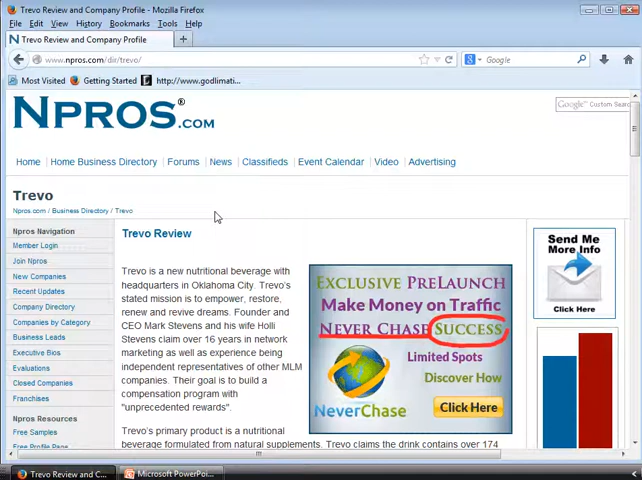 Trevo Review and Company Profile - Mozilla Firefox
File Edit View History Bookmarks Tools Help
Trevo Review and Company Profile
www.npros.com/dir/trevo/
Google
Most Visited Getting Started http://www.godlimati...
NPROS®.COM
Google™ Custom Searc
Home Home Business Directory Forums News Classifieds Event Calendar Video Advertising
Trevo
Npros.com / Business Directory / Trevo
Npros Navigation
Member Login
Join Npros
New Companies
Recent Updates
Company Directory
Companies by Category
Business Leads
Executive Bios
Evaluations
Closed Companies
Franchises
Npros Resources
Free Samples
Free Profile Page
Trevo Review
Trevo is a new nutritional beverage with
headquarters in Oklahoma City. Trevo's
stated mission is to empower, restore,
renew and revive dreams. Founder and
CEO Mark Stevens and his wife Holli
Stevens claim over 16 years in network
marketing as well as experience being
independent representatives of other MLM
companies. Their goal is to build a
compensation program with
"unprecedented rewards".
Trevo's primary product is a nutritional
beverage formulated from natural supplements. Trevo claims the drink contains over 174
EXCLUSIVE PRELAUNCH
Make Money on Traffic
NEVER CHASE SUCCESS
Limited Spots
Discover How
NEVERCHASE
Click Here
Send Me
More Info
Click Here
Trevo Review and C...
Microsoft PowerPoi...